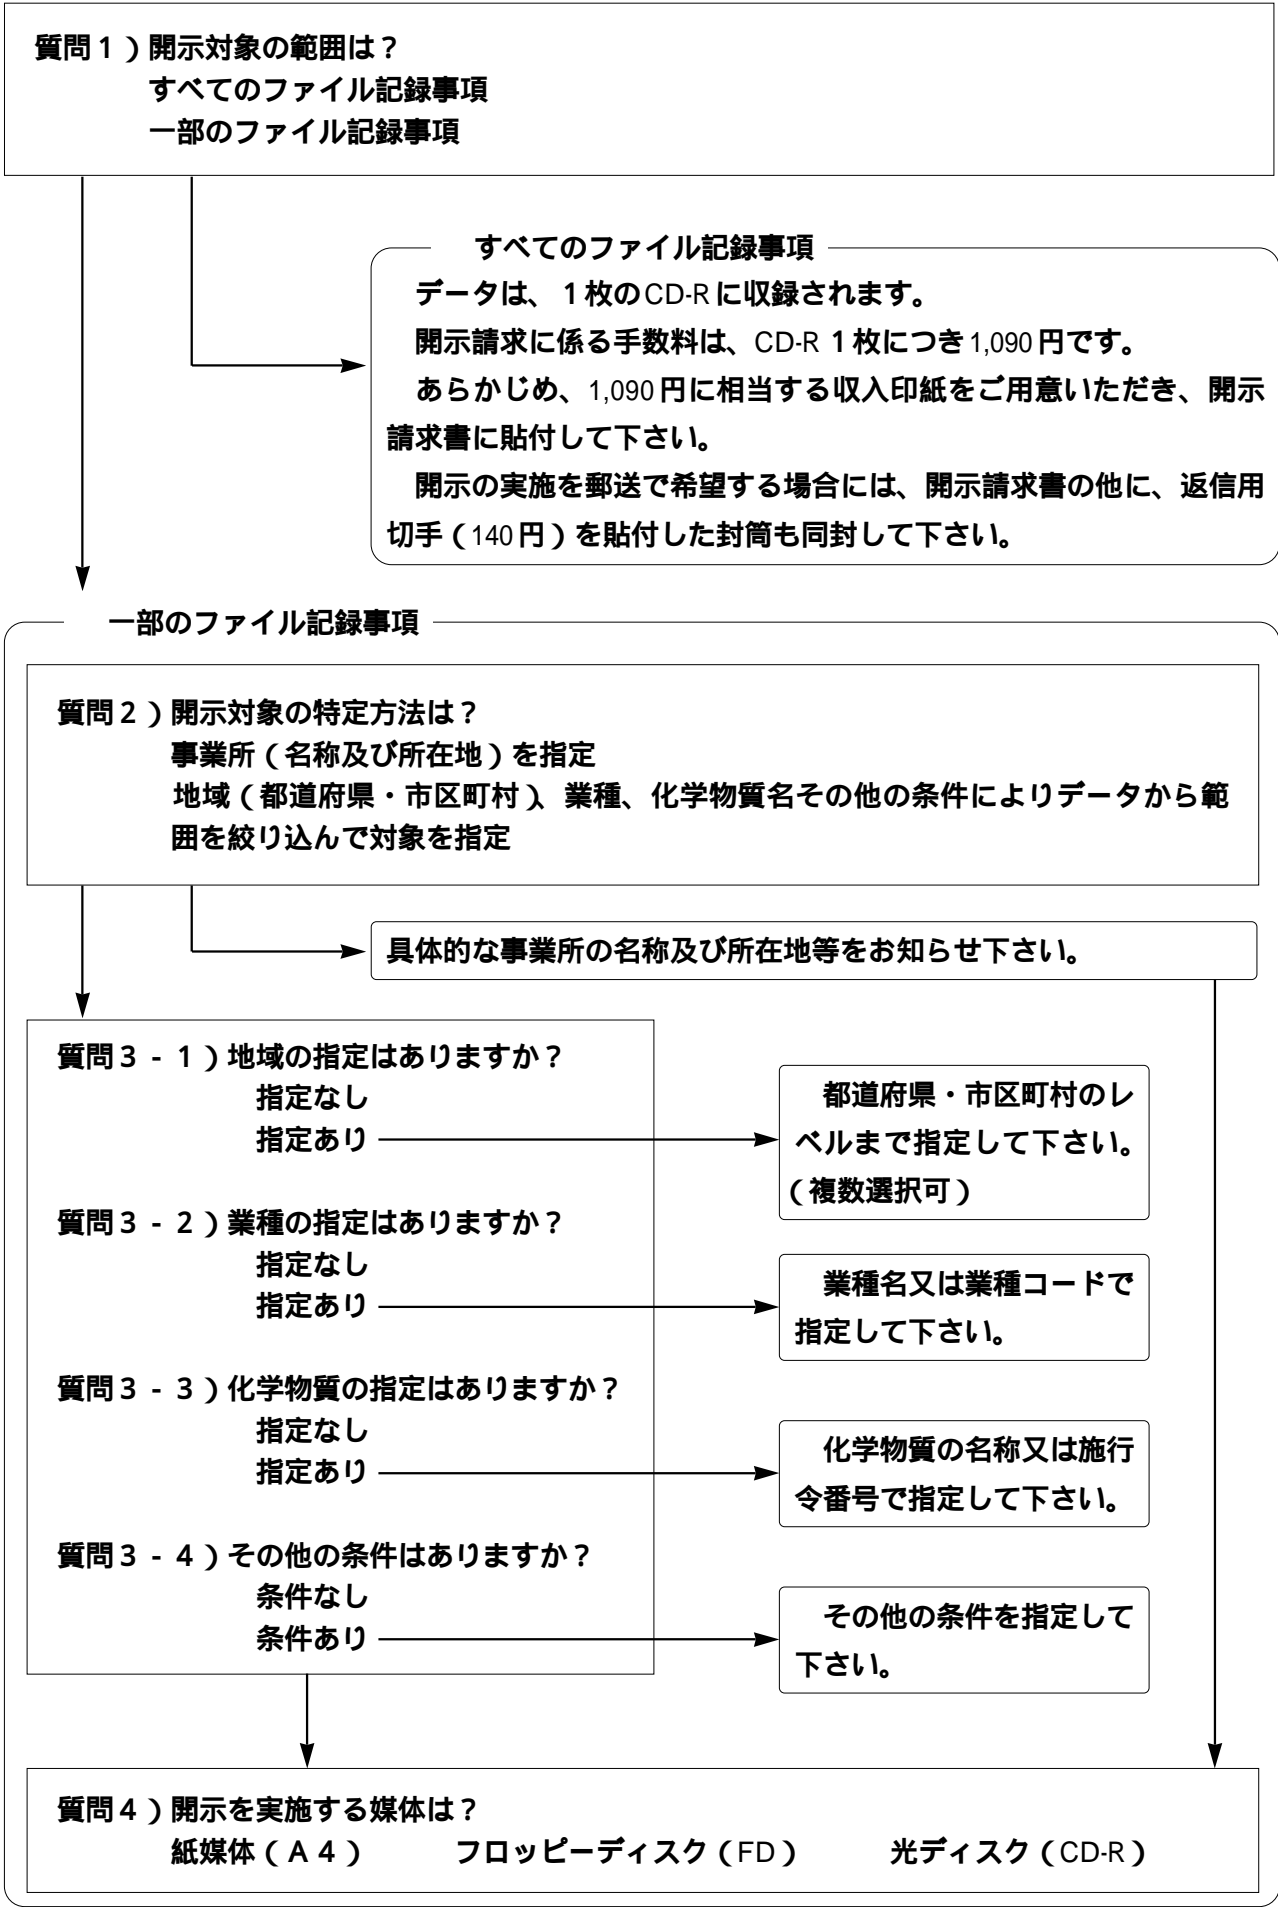 質問１）開示対象の範囲は？
すべてのファイル記録事項
一部のファイル記録事項
すべてのファイル記録事項
データは、１枚のCD-Rに収録されます。
開示請求に係る手数料は、CD-R１枚につき1,090円です。
あらかじめ、1,090円に相当する収入印紙をご用意いただき、開示
請求書に貼付して下さい。
開示の実施を郵送で希望する場合には、開示請求書の他に、返信用
切手（140円）を貼付した封筒も同封して下さい。
一部のファイル記録事項
質問２）開示対象の特定方法は？
事業所（名称及び所在地）を指定
地域（都道府県・市区町村）、業種、化学物質名その他の条件によりデータから範
囲を絞り込んで対象を指定
具体的な事業所の名称及び所在地等をお知らせ下さい。
質問３-１）地域の指定はありますか？
指定なし
指定あり
都道府県・市区町村のレ
ベルまで指定して下さい。
（複数選択可）
質問３-２）業種の指定はありますか？
指定なし
指定あり
業種名又は業種コードで
指定して下さい。
質問３-３）化学物質の指定はありますか？
指定なし
指定あり
化学物質の名称又は施行
令番号で指定して下さい。
質問３-４）その他の条件はありますか？
条件なし
条件あり
その他の条件を指定して
下さい。
質問４）開示を実施する媒体は？
紙媒体（Ａ４）　フロッピーディスク（FD）　光ディスク（CD-R）